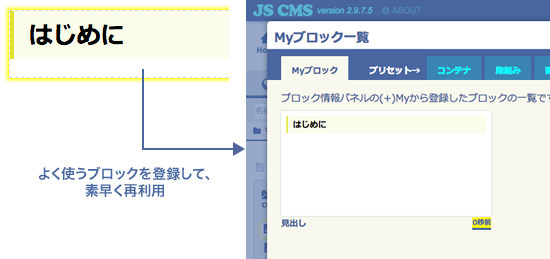 はじめに
よく使うブロックを登録して、
素早く再利用
JS CMS version 2.9.7.5 ABOUT
Myブロック一覧
Myブロック プリセット→ コンテナ 段組み
ブロック情報パネルの(+)Myから登録したブロックの一覧です
はじめに
見出し 0秒前